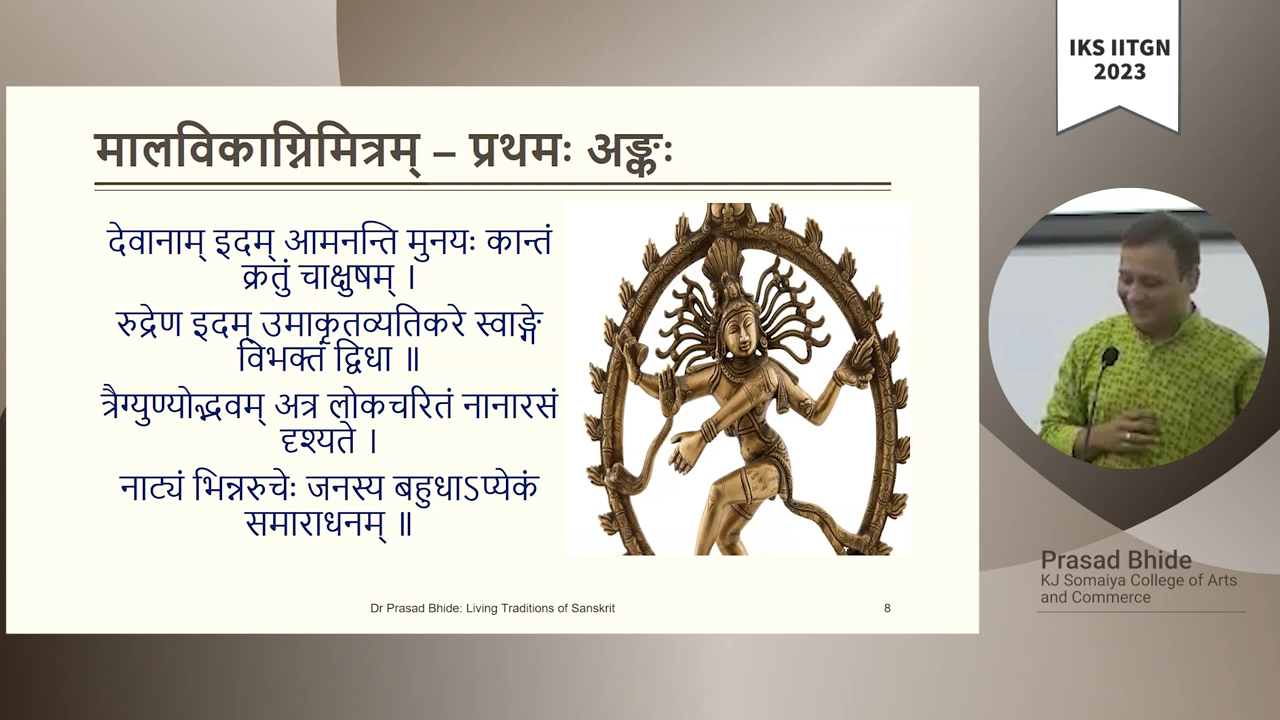 IKS IITGN
2023
मालविकाग्निमित्रम् – प्रथमः अङ्कः
देवानाम् इदम् आमनन्ति मुनयः कान्तं
क्रतुं चाक्षुषम् ।
रुद्रेण इदम् उमाकृतव्यतिकरे स्वाङ्गे
विभक्तं द्विधा ॥
त्रैग्युण्योद्भवम् अत्र लोकचरितं नानारसं
दृश्यते ।
नाट्यं भिन्नरुचेः जनस्य बहुधाऽप्येकं
समाराधनम् ॥
Dr Prasad Bhide: Living Traditions of Sanskrit
8
Prasad Bhide
KJ Somaiya College of Arts
and Commerce